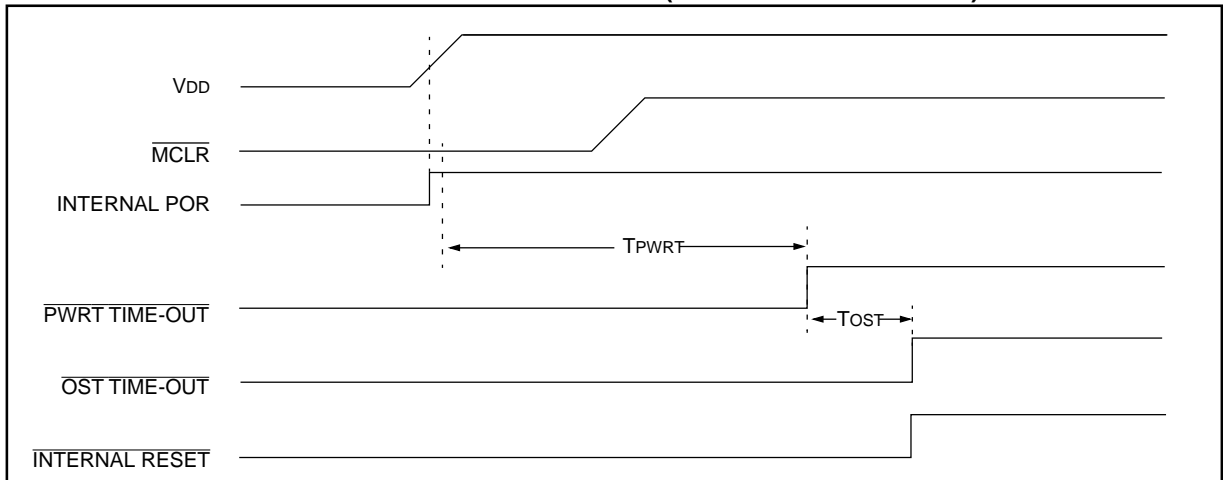 VDD
MCLR
INTERNAL POR
TPWRT
PWRT TIME-OUT
TOST
OST TIME-OUT
INTERNAL RESET